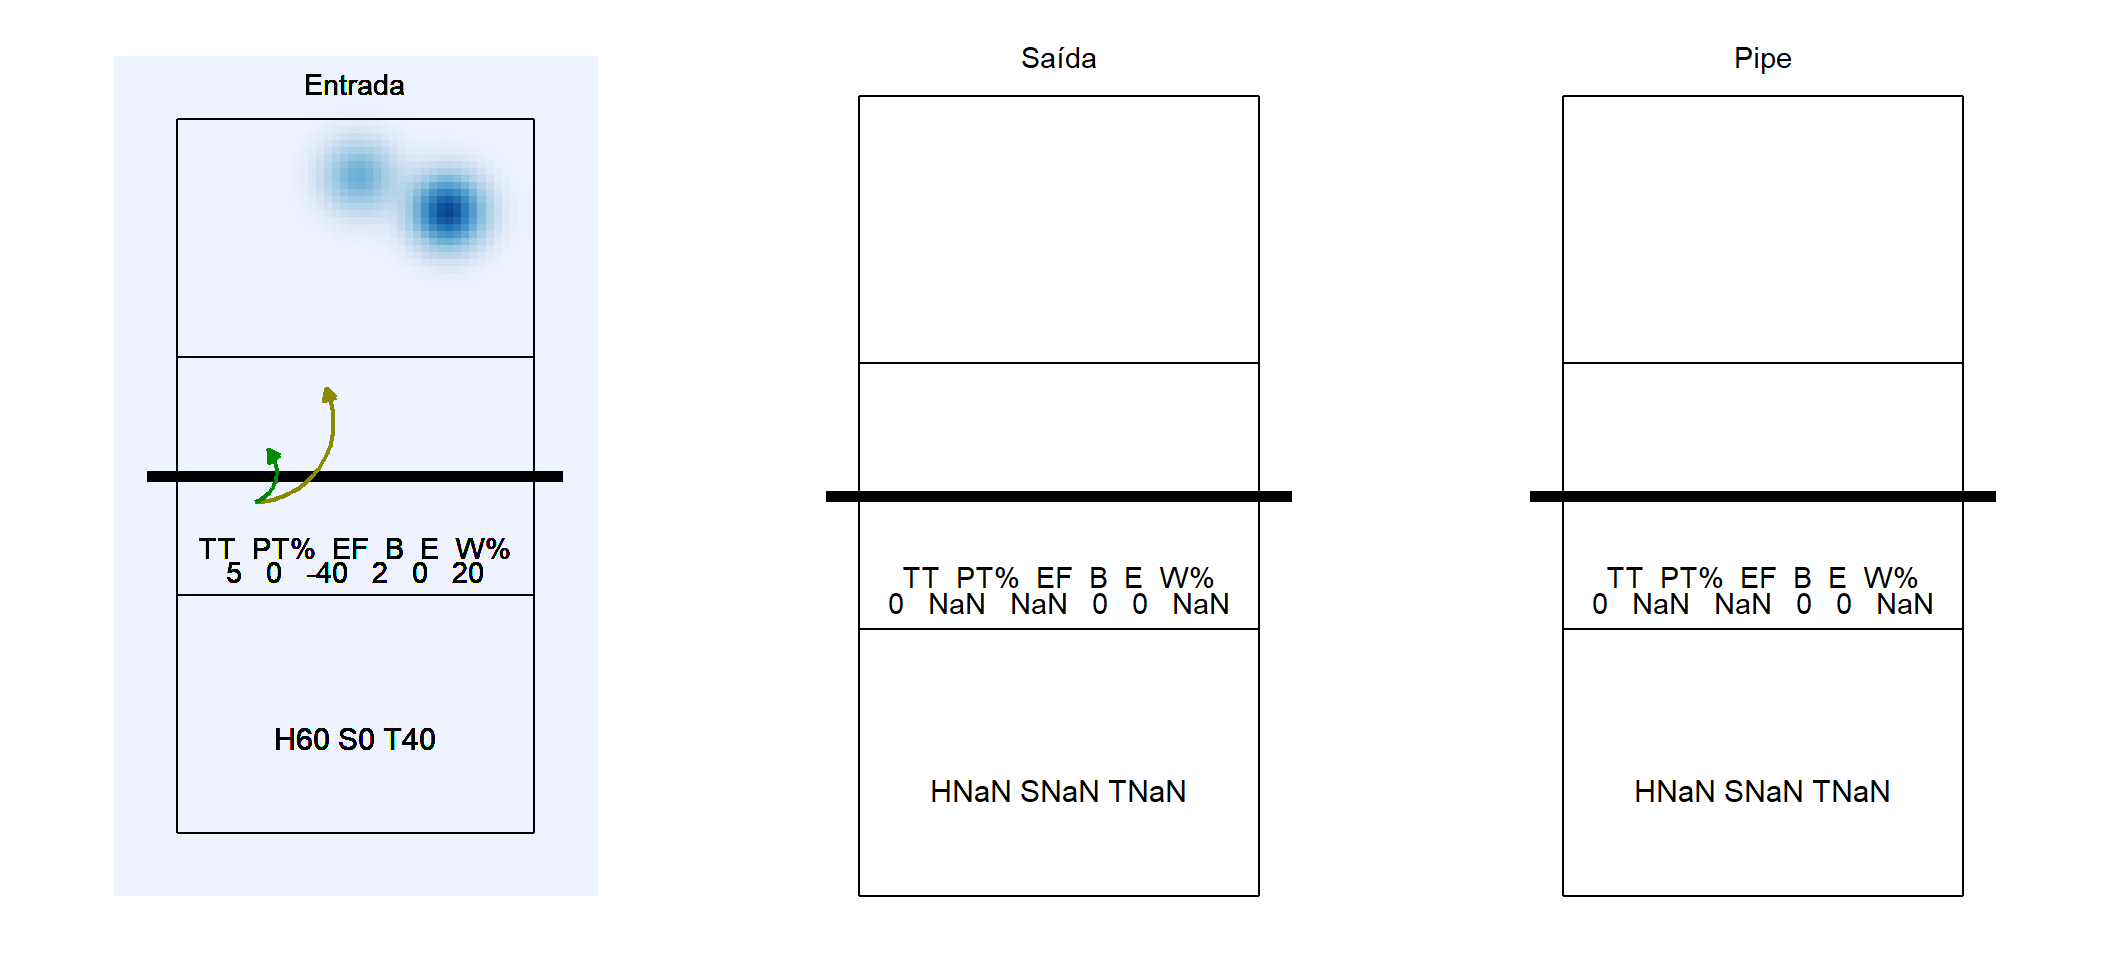 Entrada
TT PT% EF B E W%
5 0 -40 2 0 20
H60 S0 T40
Saída
TT PT% EF B E W%
0 NaN NaN 0 0 NaN
HNaN SNaN TNaN
Pipe
TT PT% EF B E W%
0 NaN NaN 0 0 NaN
HNaN SNaN TNaN